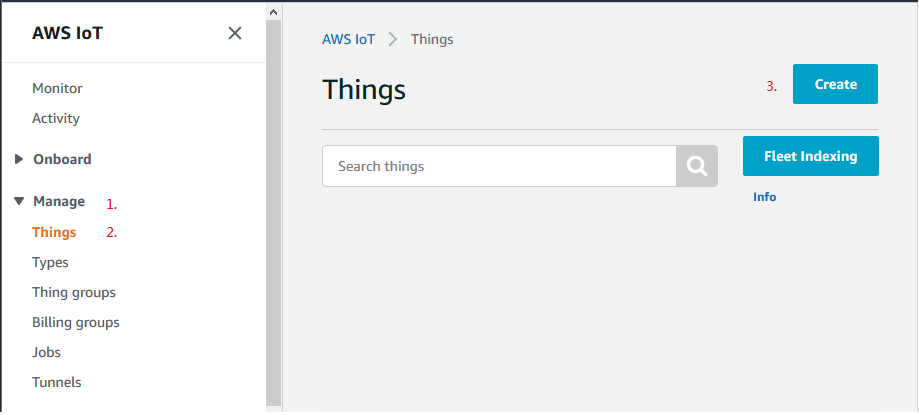 AWS IoT
Monitor
Activity
Onboard
Manage 1.
Things 2.
Types
Thing groups
Billing groups
Jobs
Tunnels
AWS IoT > Things
Things
3. Create
Search things
Fleet Indexing
Info